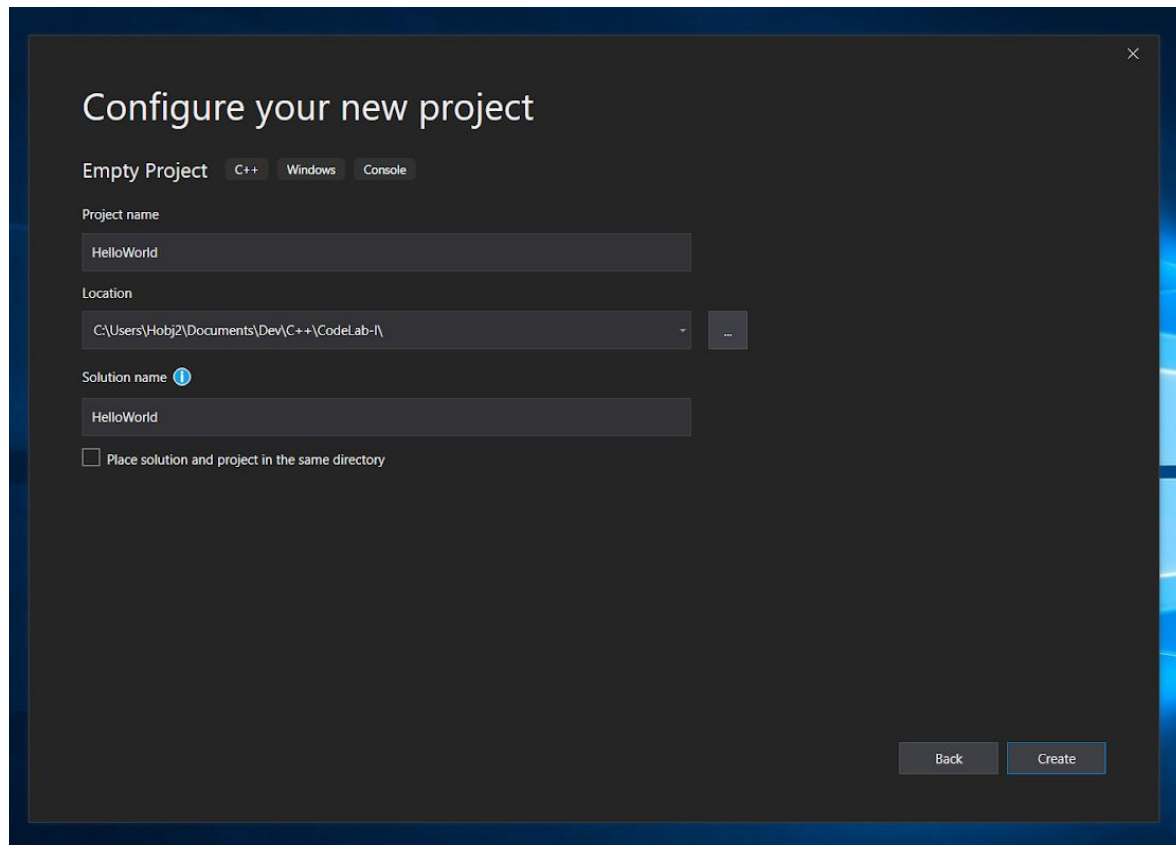 Configure your new project
Empty Project C++ Windows Console
Project name
HelloWorld
Location
C:\Users\Hobj2\Documents\Dev\C++\CodeLab-I\
...
Solution name
HelloWorld
Place solution and project in the same directory
Back Create